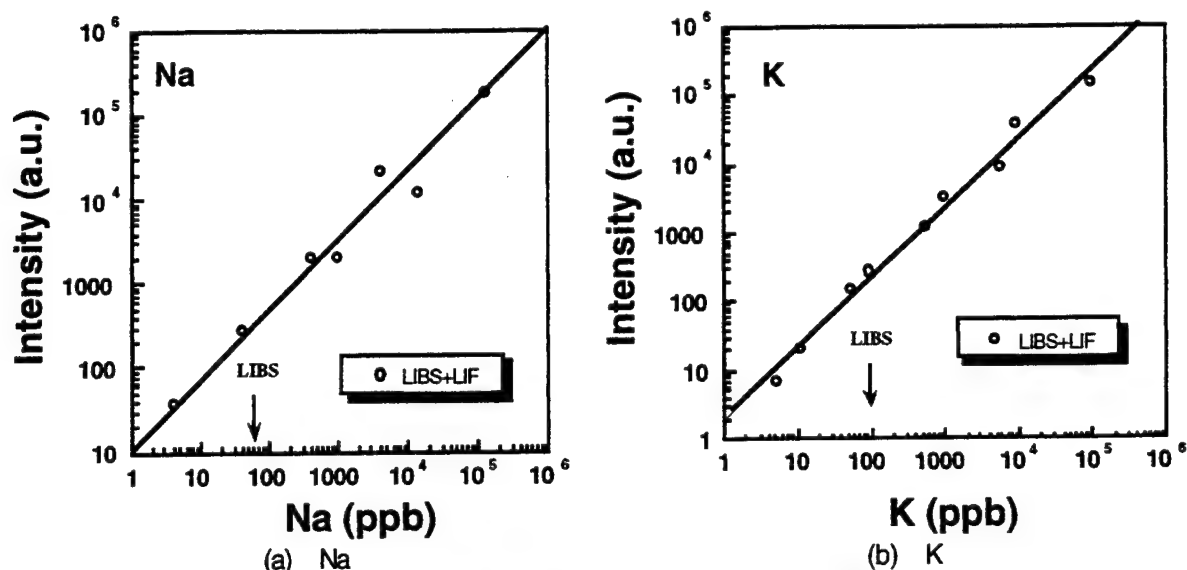 Na
Intensity (a.u.)
10^6
10^5
10^4
1000
100
10
LIBS
LIBS+LIF
1 10 100 1000 10^4 10^5 10^6
Na (ppb)
(a) Na
K
Intensity (a.u.)
10^6
10^5
10^4
1000
100
10
1
LIBS
LIBS+LIF
1 10 100 1000 10^4 10^5 10^6
K (ppb)
(b) K